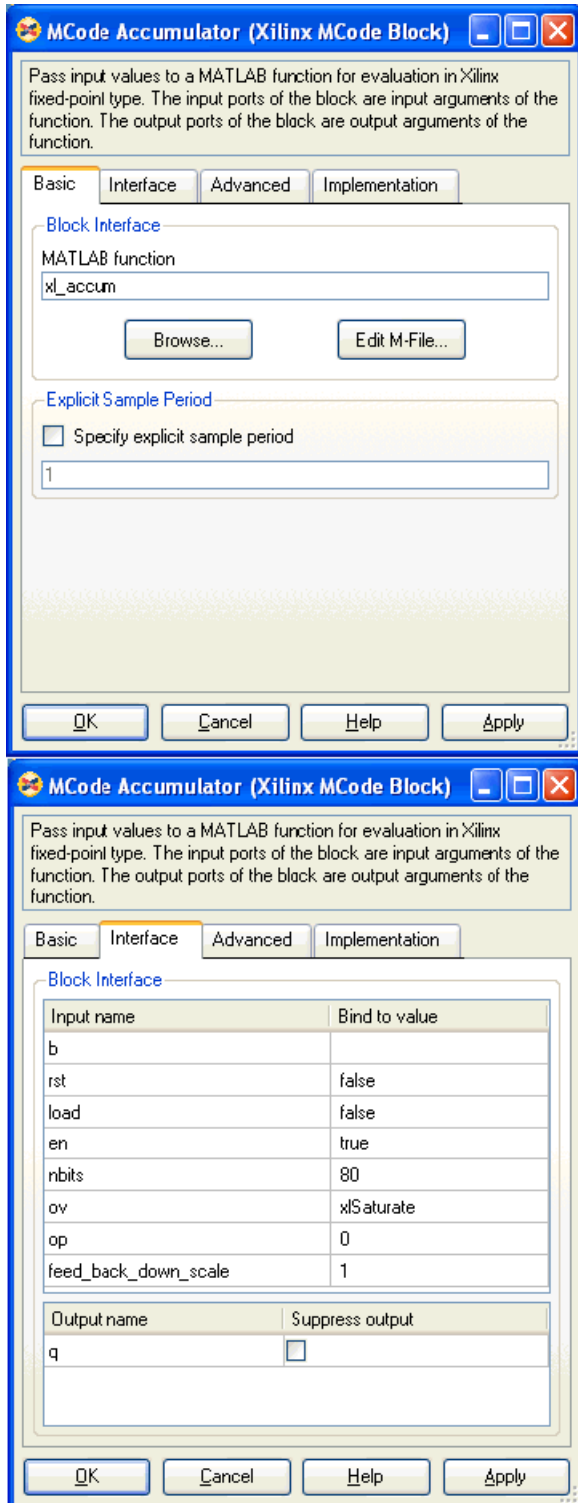 MCode Accumulator (Xilinx MCode Block)
Pass input values to a MATLAB function for evaluation in Xilinx
fixed-point type. The input ports of the block are input arguments of the
function. The output ports of the block are output arguments of the
function.
Basic Interface Advanced Implementation
Block Interface
MATLAB function
xl_accum
Browse... Edit M-File...
Explicit Sample Period
Specify explicit sample period
1
OK Cancel Help Apply
MCode Accumulator (Xilinx MCode Block)
Pass input values to a MATLAB function for evaluation in Xilinx
fixed-point type. The input ports of the block are input arguments of the
function. The output ports of the block are output arguments of the
function.
Basic Interface Advanced Implementation
Block Interface
Input name Bind to value
b
rst false
load false
en true
nbits 80
ov xlSaturate
op 0
feed_back_down_scale 1
Output name Suppress output
q
OK Cancel Help Apply